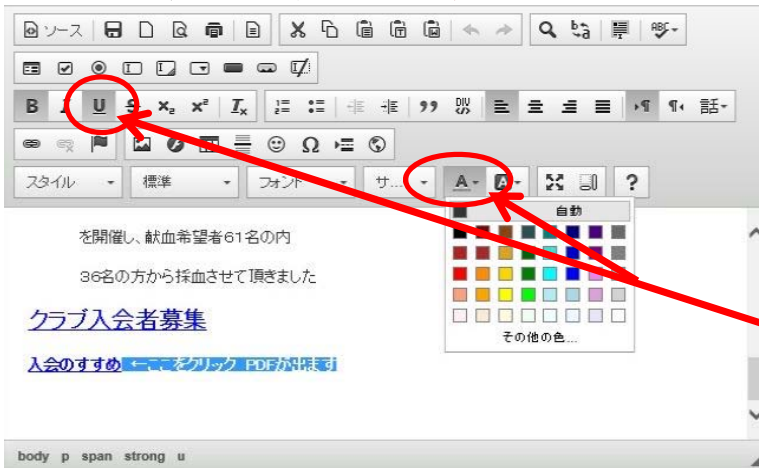 ソース
B I U S x₂ x² Iₓ 話
スタイル 標準 フォント サ... A A ?
自動
を開催し、献血希望者61名の内
36名の方から採血させて頂きました
その他の色...
クラブ入会者募集
入会のすすめ ←ここをクリック PDFが出ます
body p span strong u